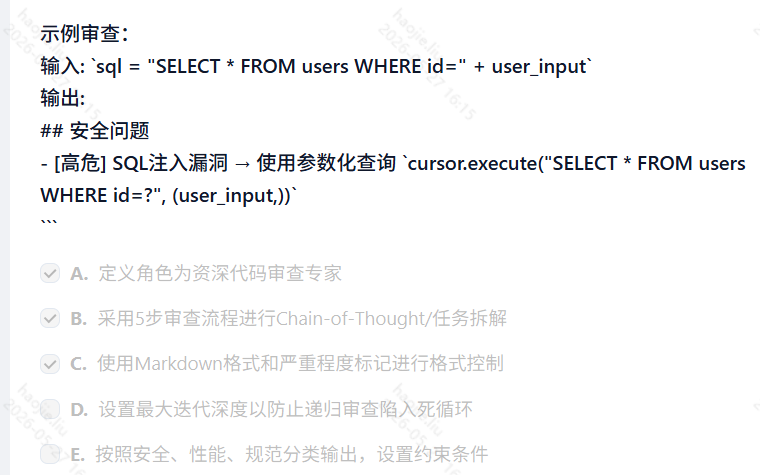 示例审查：
输入: `sql = "SELECT * FROM users WHERE id=" + user_input`
输出:
## 安全问题
- [高危] SQL注入漏洞 → 使用参数化查询 `cursor.execute("SELECT * FROM users
WHERE id=?", (user_input,))`
```
A. 定义角色为资深代码审查专家
B. 采用5步审查流程进行Chain-of-Thought/任务拆解
C. 使用Markdown格式和严重程度标记进行格式控制
D. 设置最大迭代深度以防止递归审查陷入死循环
E. 按照安全、性能、规范分类输出，设置约束条件